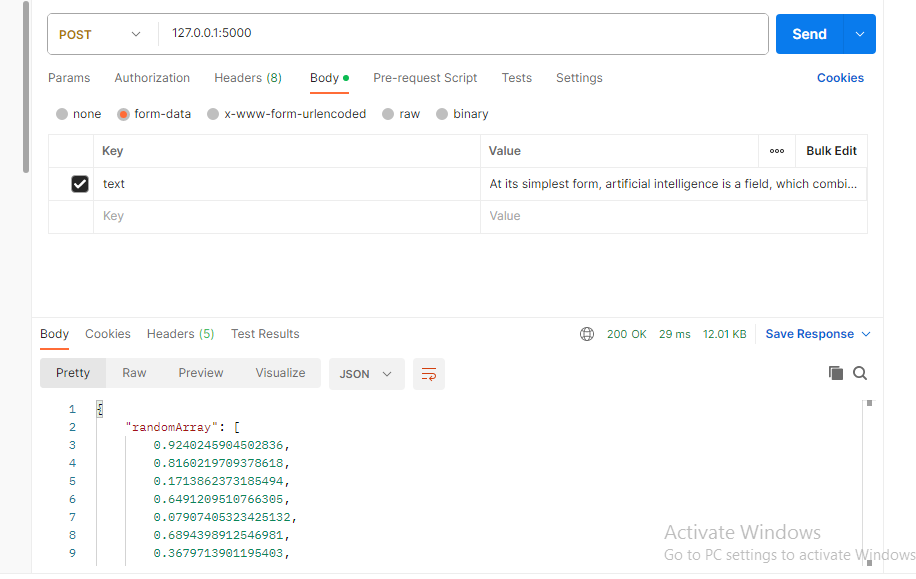 POST 127.0.0.1:5000 Send
Params Authorization Headers (8) Body Pre-request Script Tests Settings Cookies
none form-data x-www-form-urlencoded raw binary
Key Value Bulk Edit
text At its simplest form, artificial intelligence is a field, which combi...
Key Value
Body Cookies Headers (5) Test Results 200 OK 29 ms 12.01 KB Save Response
Pretty Raw Preview Visualize JSON
1 {
2 "randomArray": [
3 0.9240245904502836,
4 0.8160219709378618,
5 0.1713862373185494,
6 0.6491209510766305,
7 0.07907405323425132,
8 0.6894398912546981,
9 0.3679713901195403,
Activate Windows
Go to PC settings to activate Windows